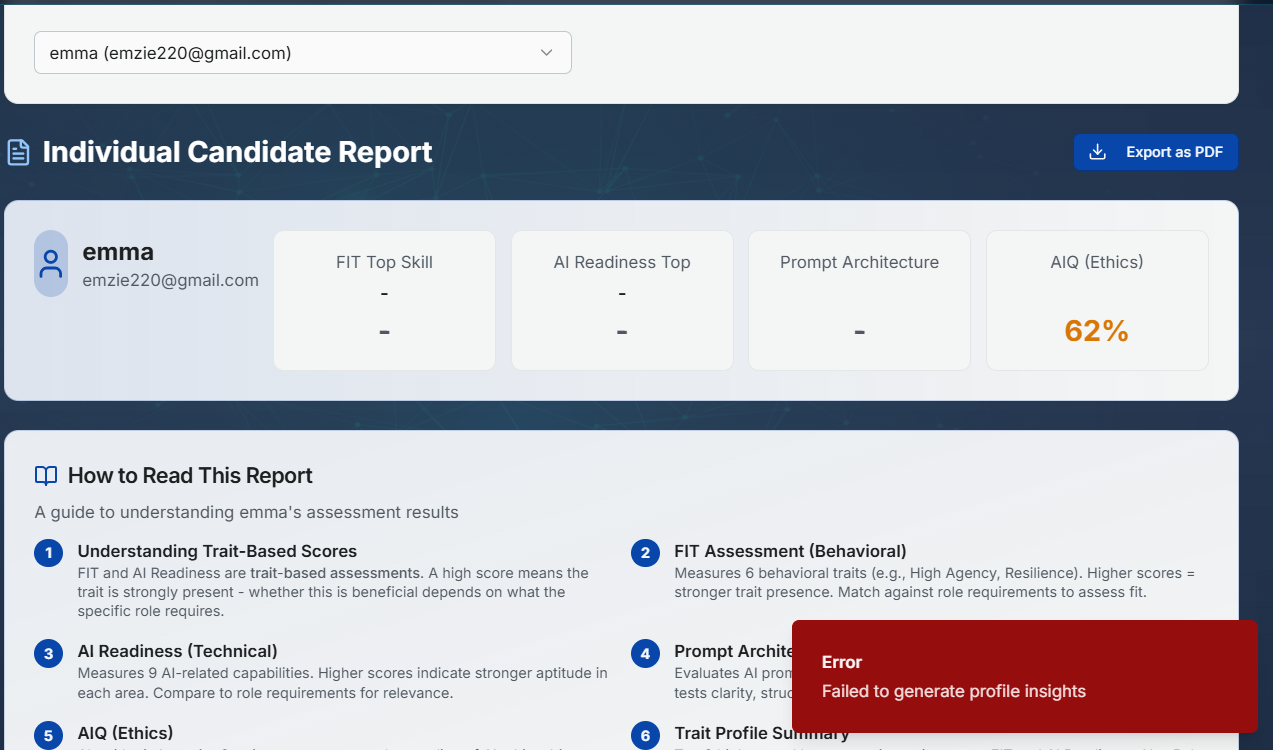 emma (emzie220@gmail.com)
Individual Candidate Report
Export as PDF
emma
emzie220@gmail.com
FIT Top Skill
-
-
AI Readiness Top
-
-
Prompt Architecture
-
AIQ (Ethics)
62%
How to Read This Report
A guide to understanding emma's assessment results
1
Understanding Trait-Based Scores
FIT and AI Readiness are trait-based assessments. A high score means the
trait is strongly present - whether this is beneficial depends on what the
specific role requires.
2
FIT Assessment (Behavioral)
Measures 6 behavioral traits (e.g., High Agency, Resilience). Higher scores =
stronger trait presence. Match against role requirements to assess fit.
3
AI Readiness (Technical)
Measures 9 AI-related capabilities. Higher scores indicate stronger aptitude in
each area. Compare to role requirements for relevance.
4
Prompt Archite
Evaluates AI pron
tests clarity, struc
Error
Failed to generate profile insights
5
AIQ (Ethics)
6
Trait Profile Summary